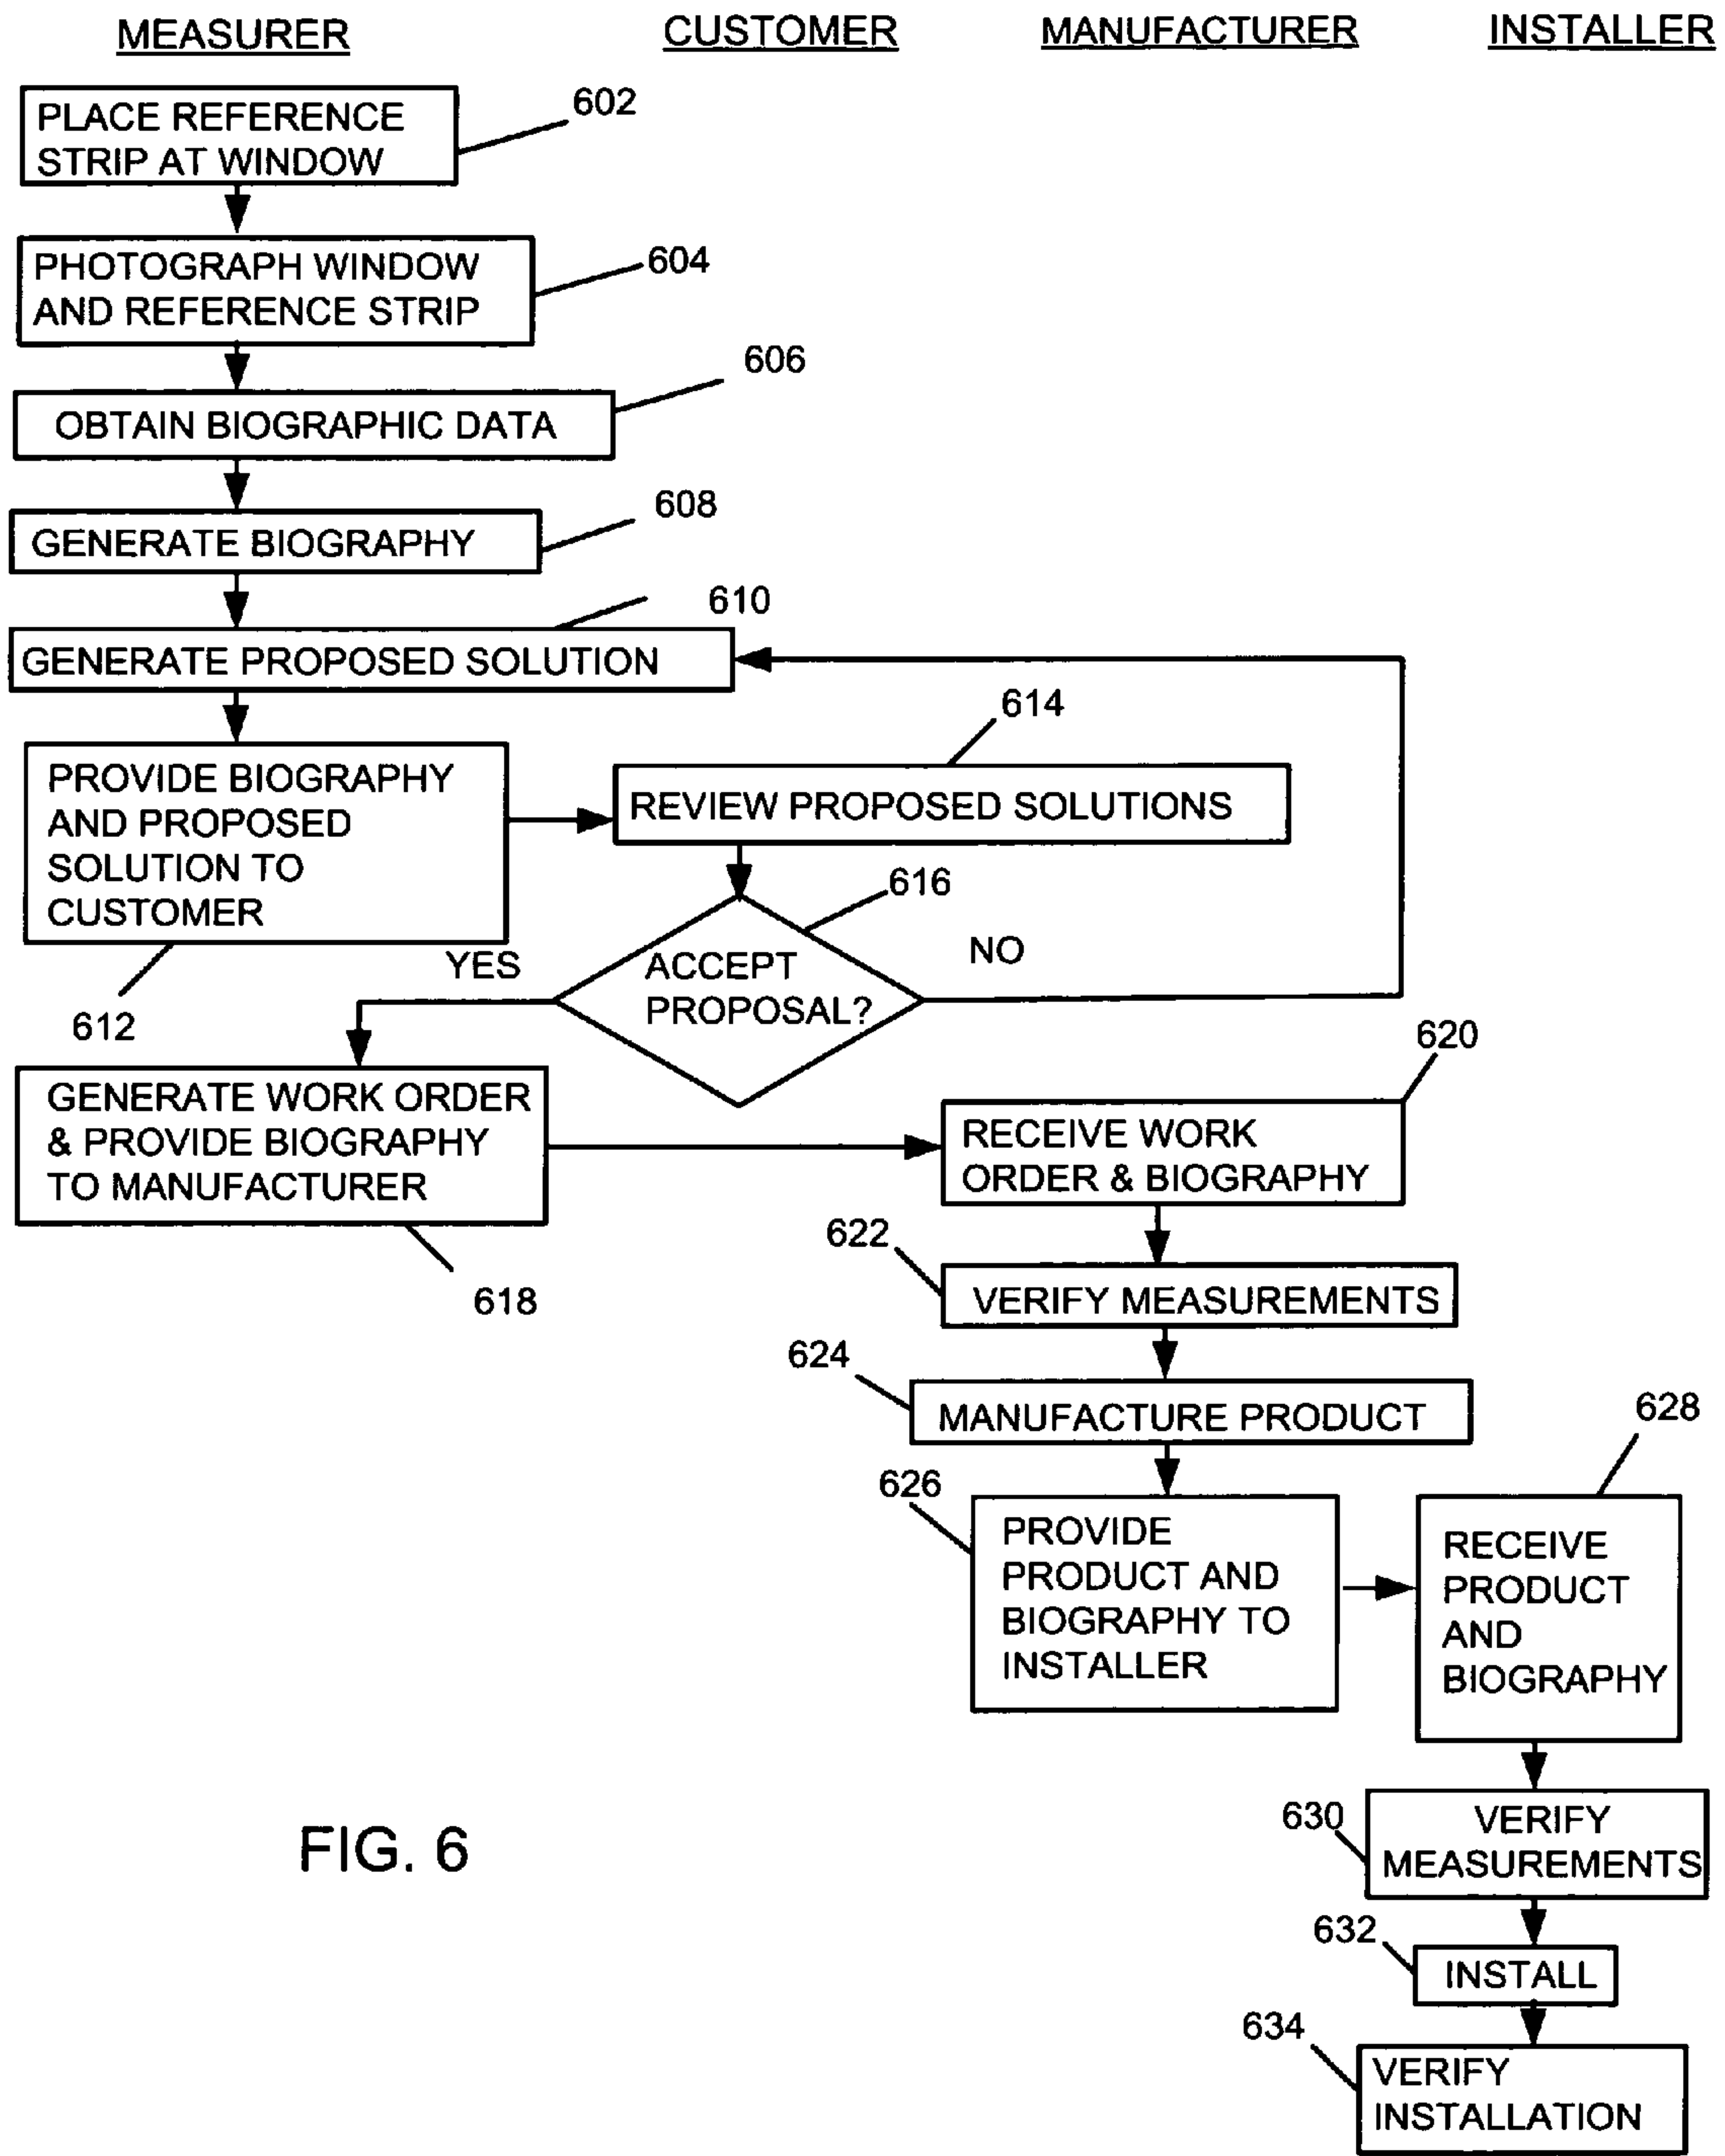 MEASURER CUSTOMER MANUFACTURER INSTALLER
602
PLACE REFERENCE
STRIP AT WINDOW
604
PHOTOGRAPH WINDOW
AND REFERENCE STRIP
606
OBTAIN BIOGRAPHIC DATA
608
GENERATE BIOGRAPHY
610
GENERATE PROPOSED SOLUTION
614
PROVIDE BIOGRAPHY
AND PROPOSED
SOLUTION TO
CUSTOMER
612
REVIEW PROPOSED SOLUTIONS
616
ACCEPT
PROPOSAL?
YES
NO
GENERATE WORK ORDER
& PROVIDE BIOGRAPHY
TO MANUFACTURER
618
620
RECEIVE WORK
ORDER & BIOGRAPHY
622
VERIFY MEASUREMENTS
624
MANUFACTURE PRODUCT
626
PROVIDE
PRODUCT AND
BIOGRAPHY TO
INSTALLER
628
RECEIVE
PRODUCT
AND
BIOGRAPHY
630
VERIFY
MEASUREMENTS
632
INSTALL
634
VERIFY
INSTALLATION
FIG. 6